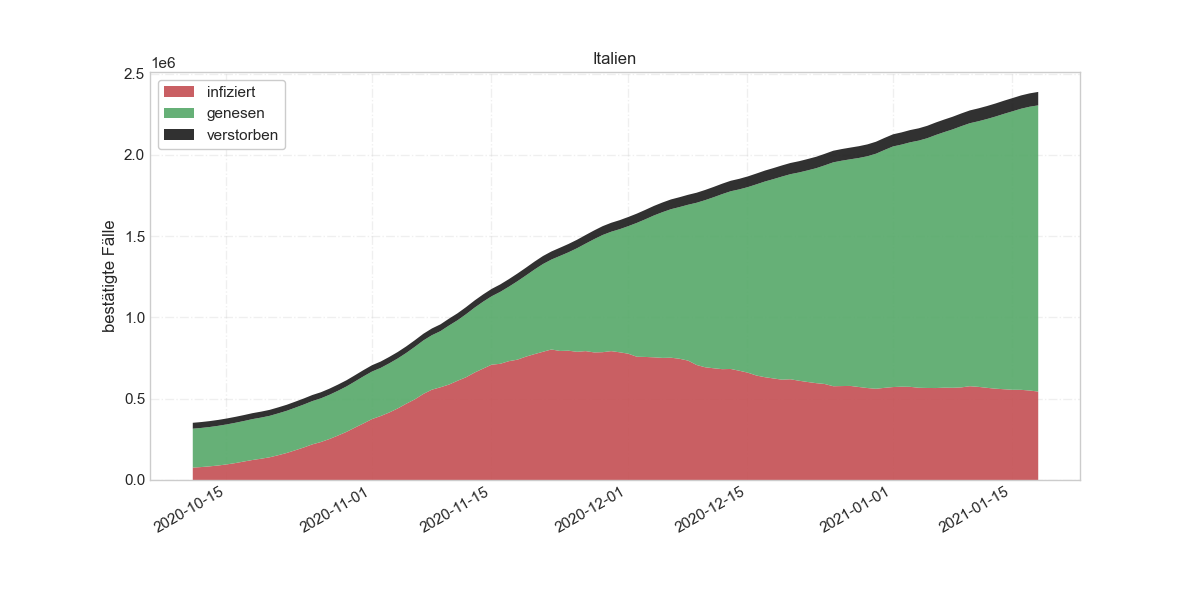 Italien
1e6
2.5
2.0
1.5
1.0
0.5
0.0
bestätigte Fälle
infiziert
genesen
verstorben
2020-10-15
2020-11-01
2020-11-15
2020-12-01
2020-12-15
2021-01-01
2021-01-15